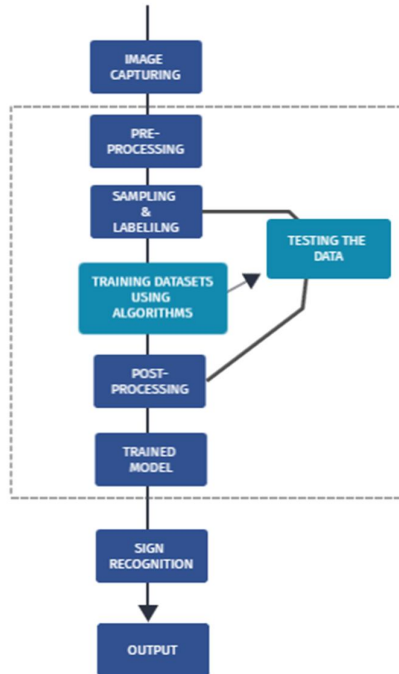 IMAGE
CAPTURING
PRE-
PROCESSING
SAMPLING
&
LABELILNG
TESTING THE
DATA
TRAINING DATASETS
USING
ALGORITHMS
POST-
PROCESSING
TRAINED
MODEL
SIGN
RECOGNITION
OUTPUT